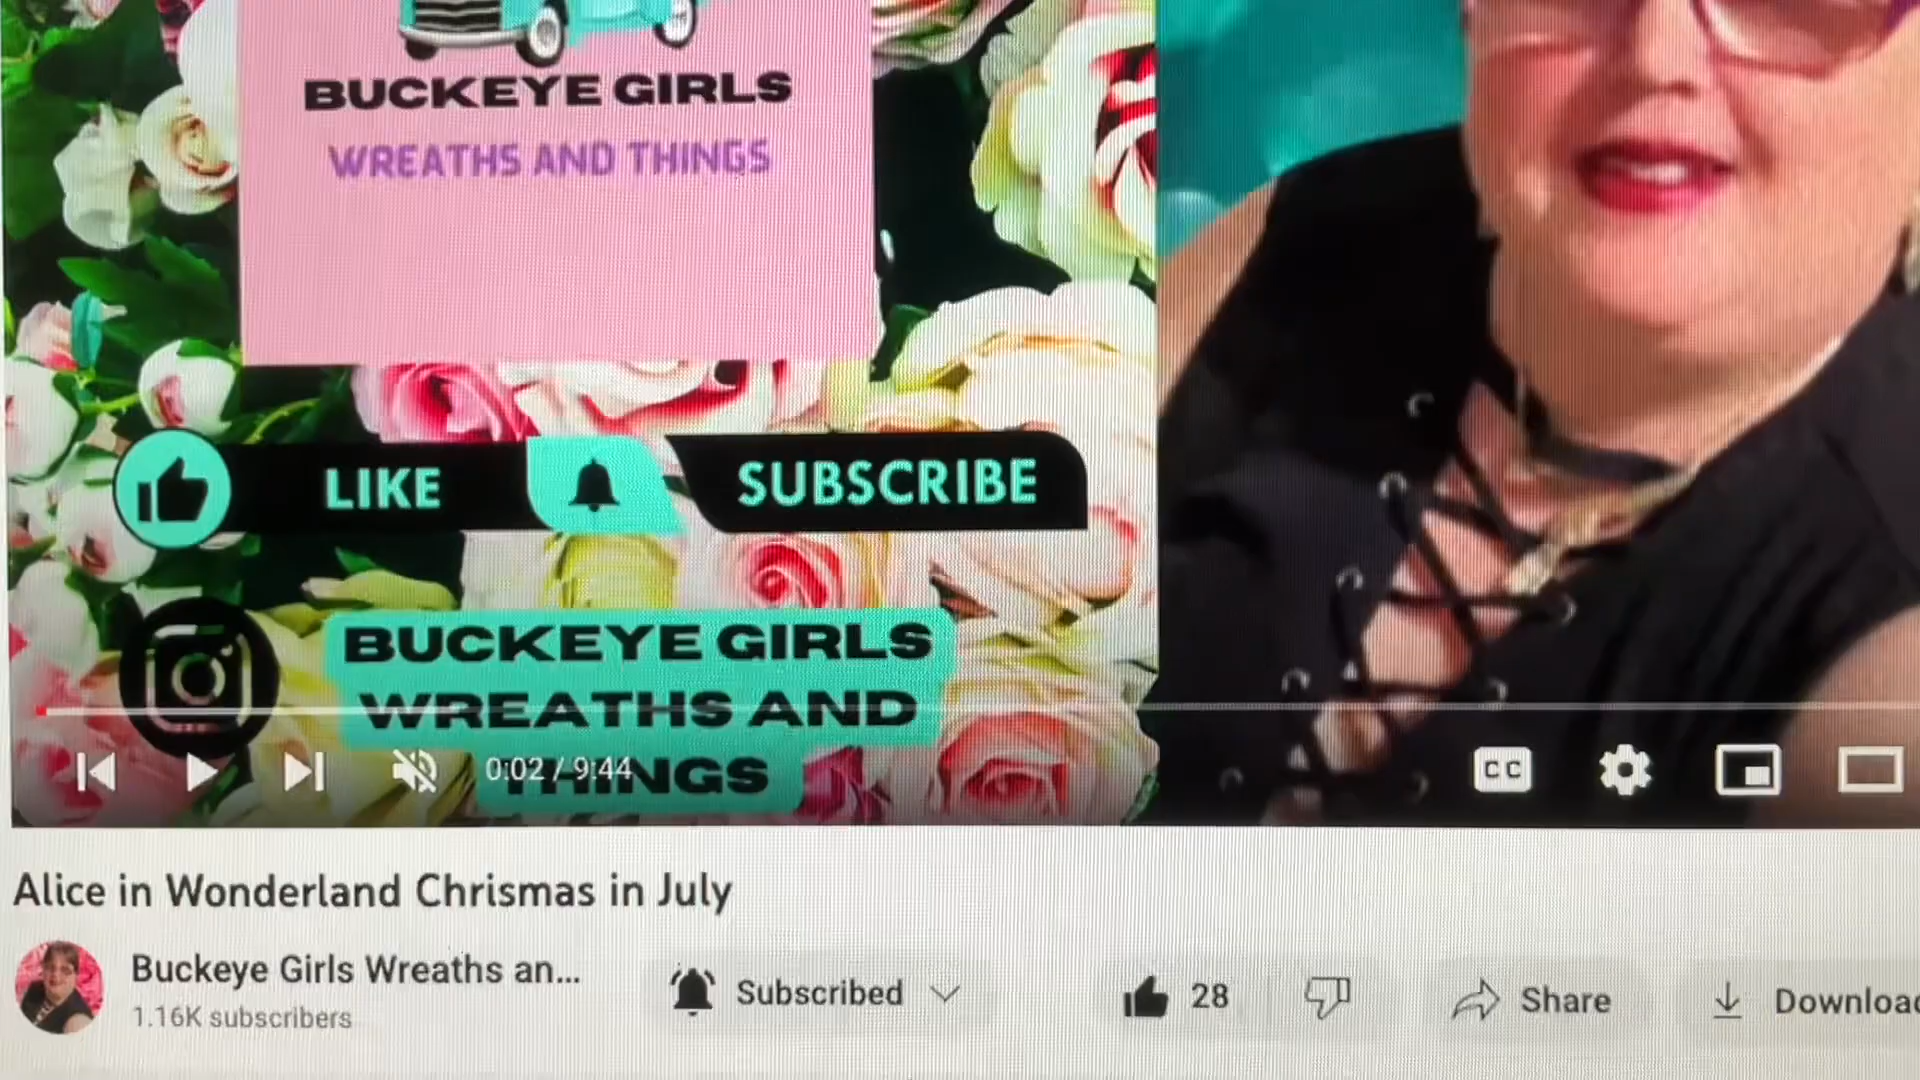 BUCKEYE GIRLS
WREATHS AND THINGS
LIKE
SUBSCRIBE
BUCKEYE GIRLS
WREATHS AND
THINGS
0:02 / 9:44
CC
Alice in Wonderland Chrismas in July
Buckeye Girls Wreaths an...
1.16K subscribers
Subscribed
28
Share
Download